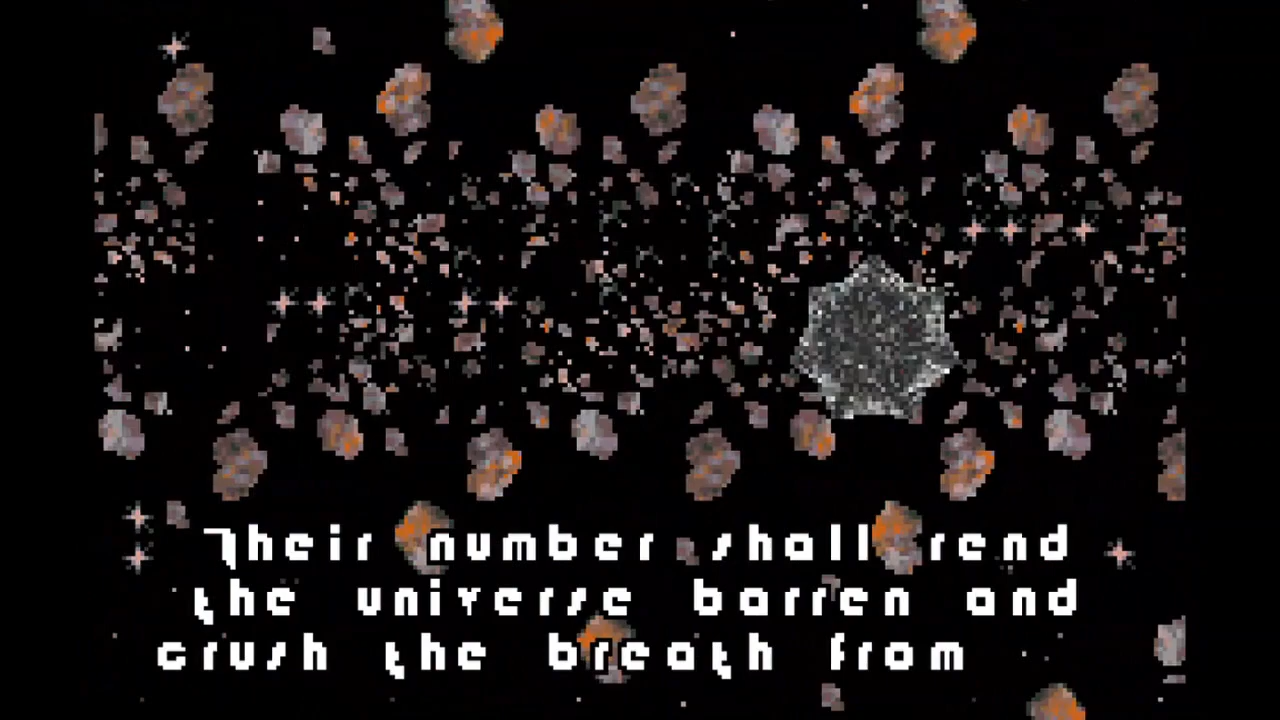 Their number shall rend
the universe barren and
crush the breath from